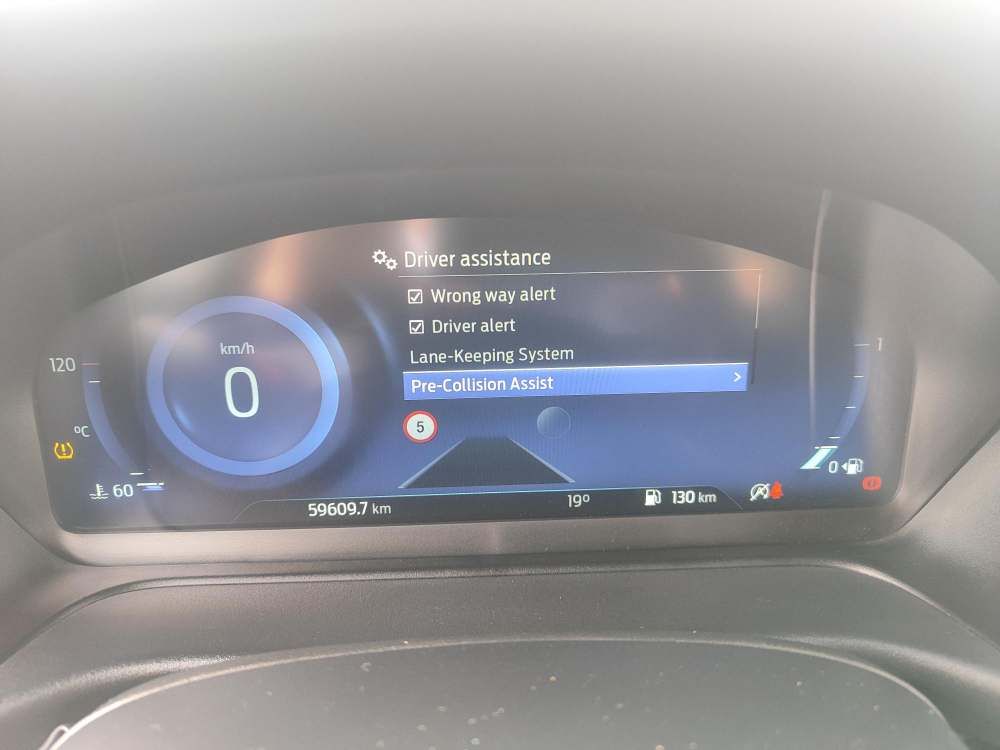 Driver assistance
Wrong way alert
Driver alert
Lane-Keeping System
Pre-Collision Assist >
km/h
0
120
°C
60
5
1
0
59609.7 km
19°
130 km